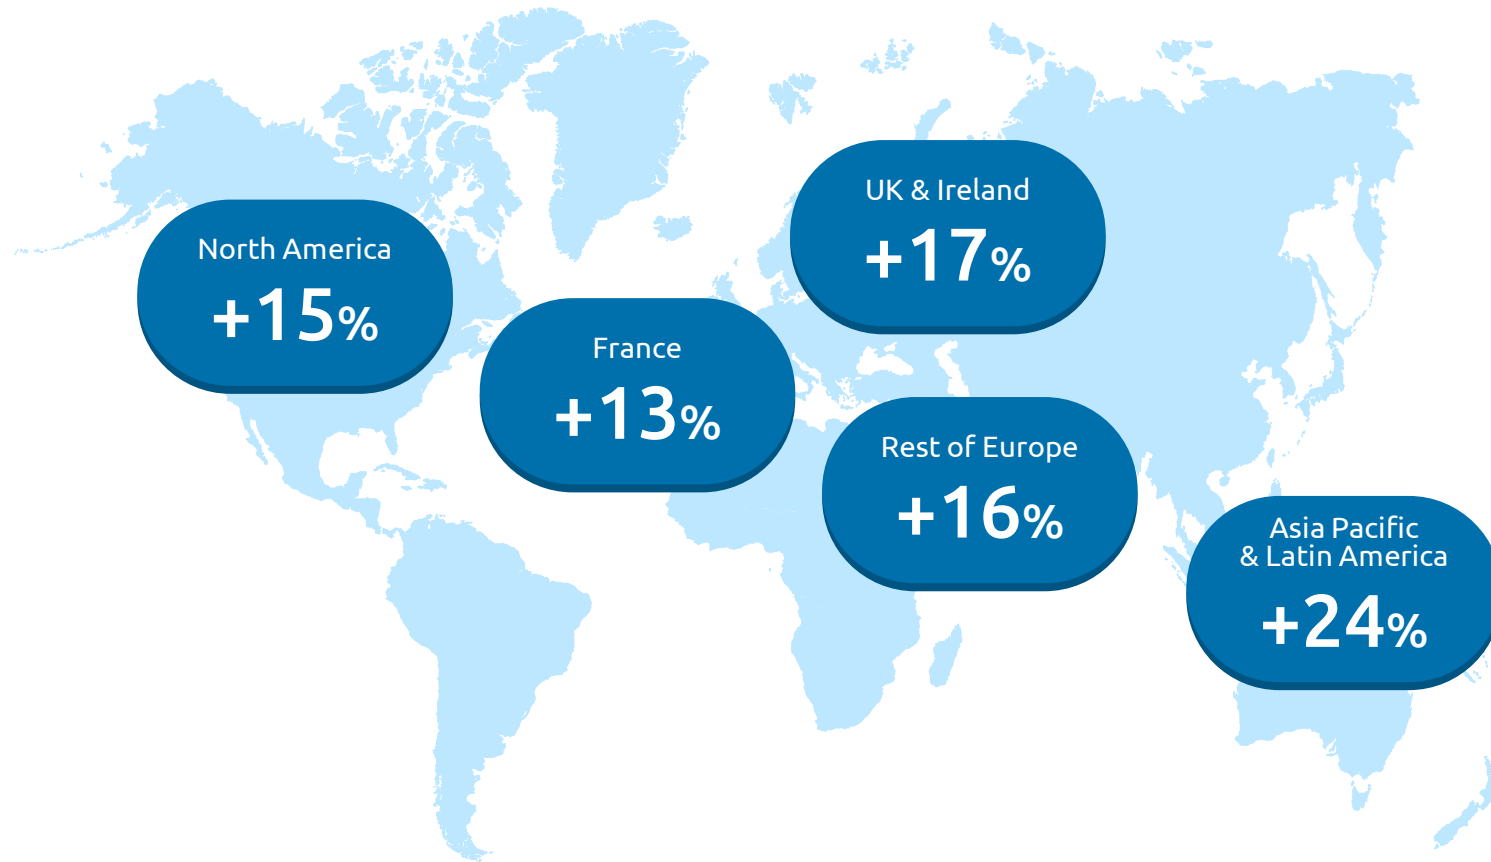 UK & Ireland
+17%
North America
+15%
France
+13%
Rest of Europe
+16%
Asia Pacific
& Latin America
+24%